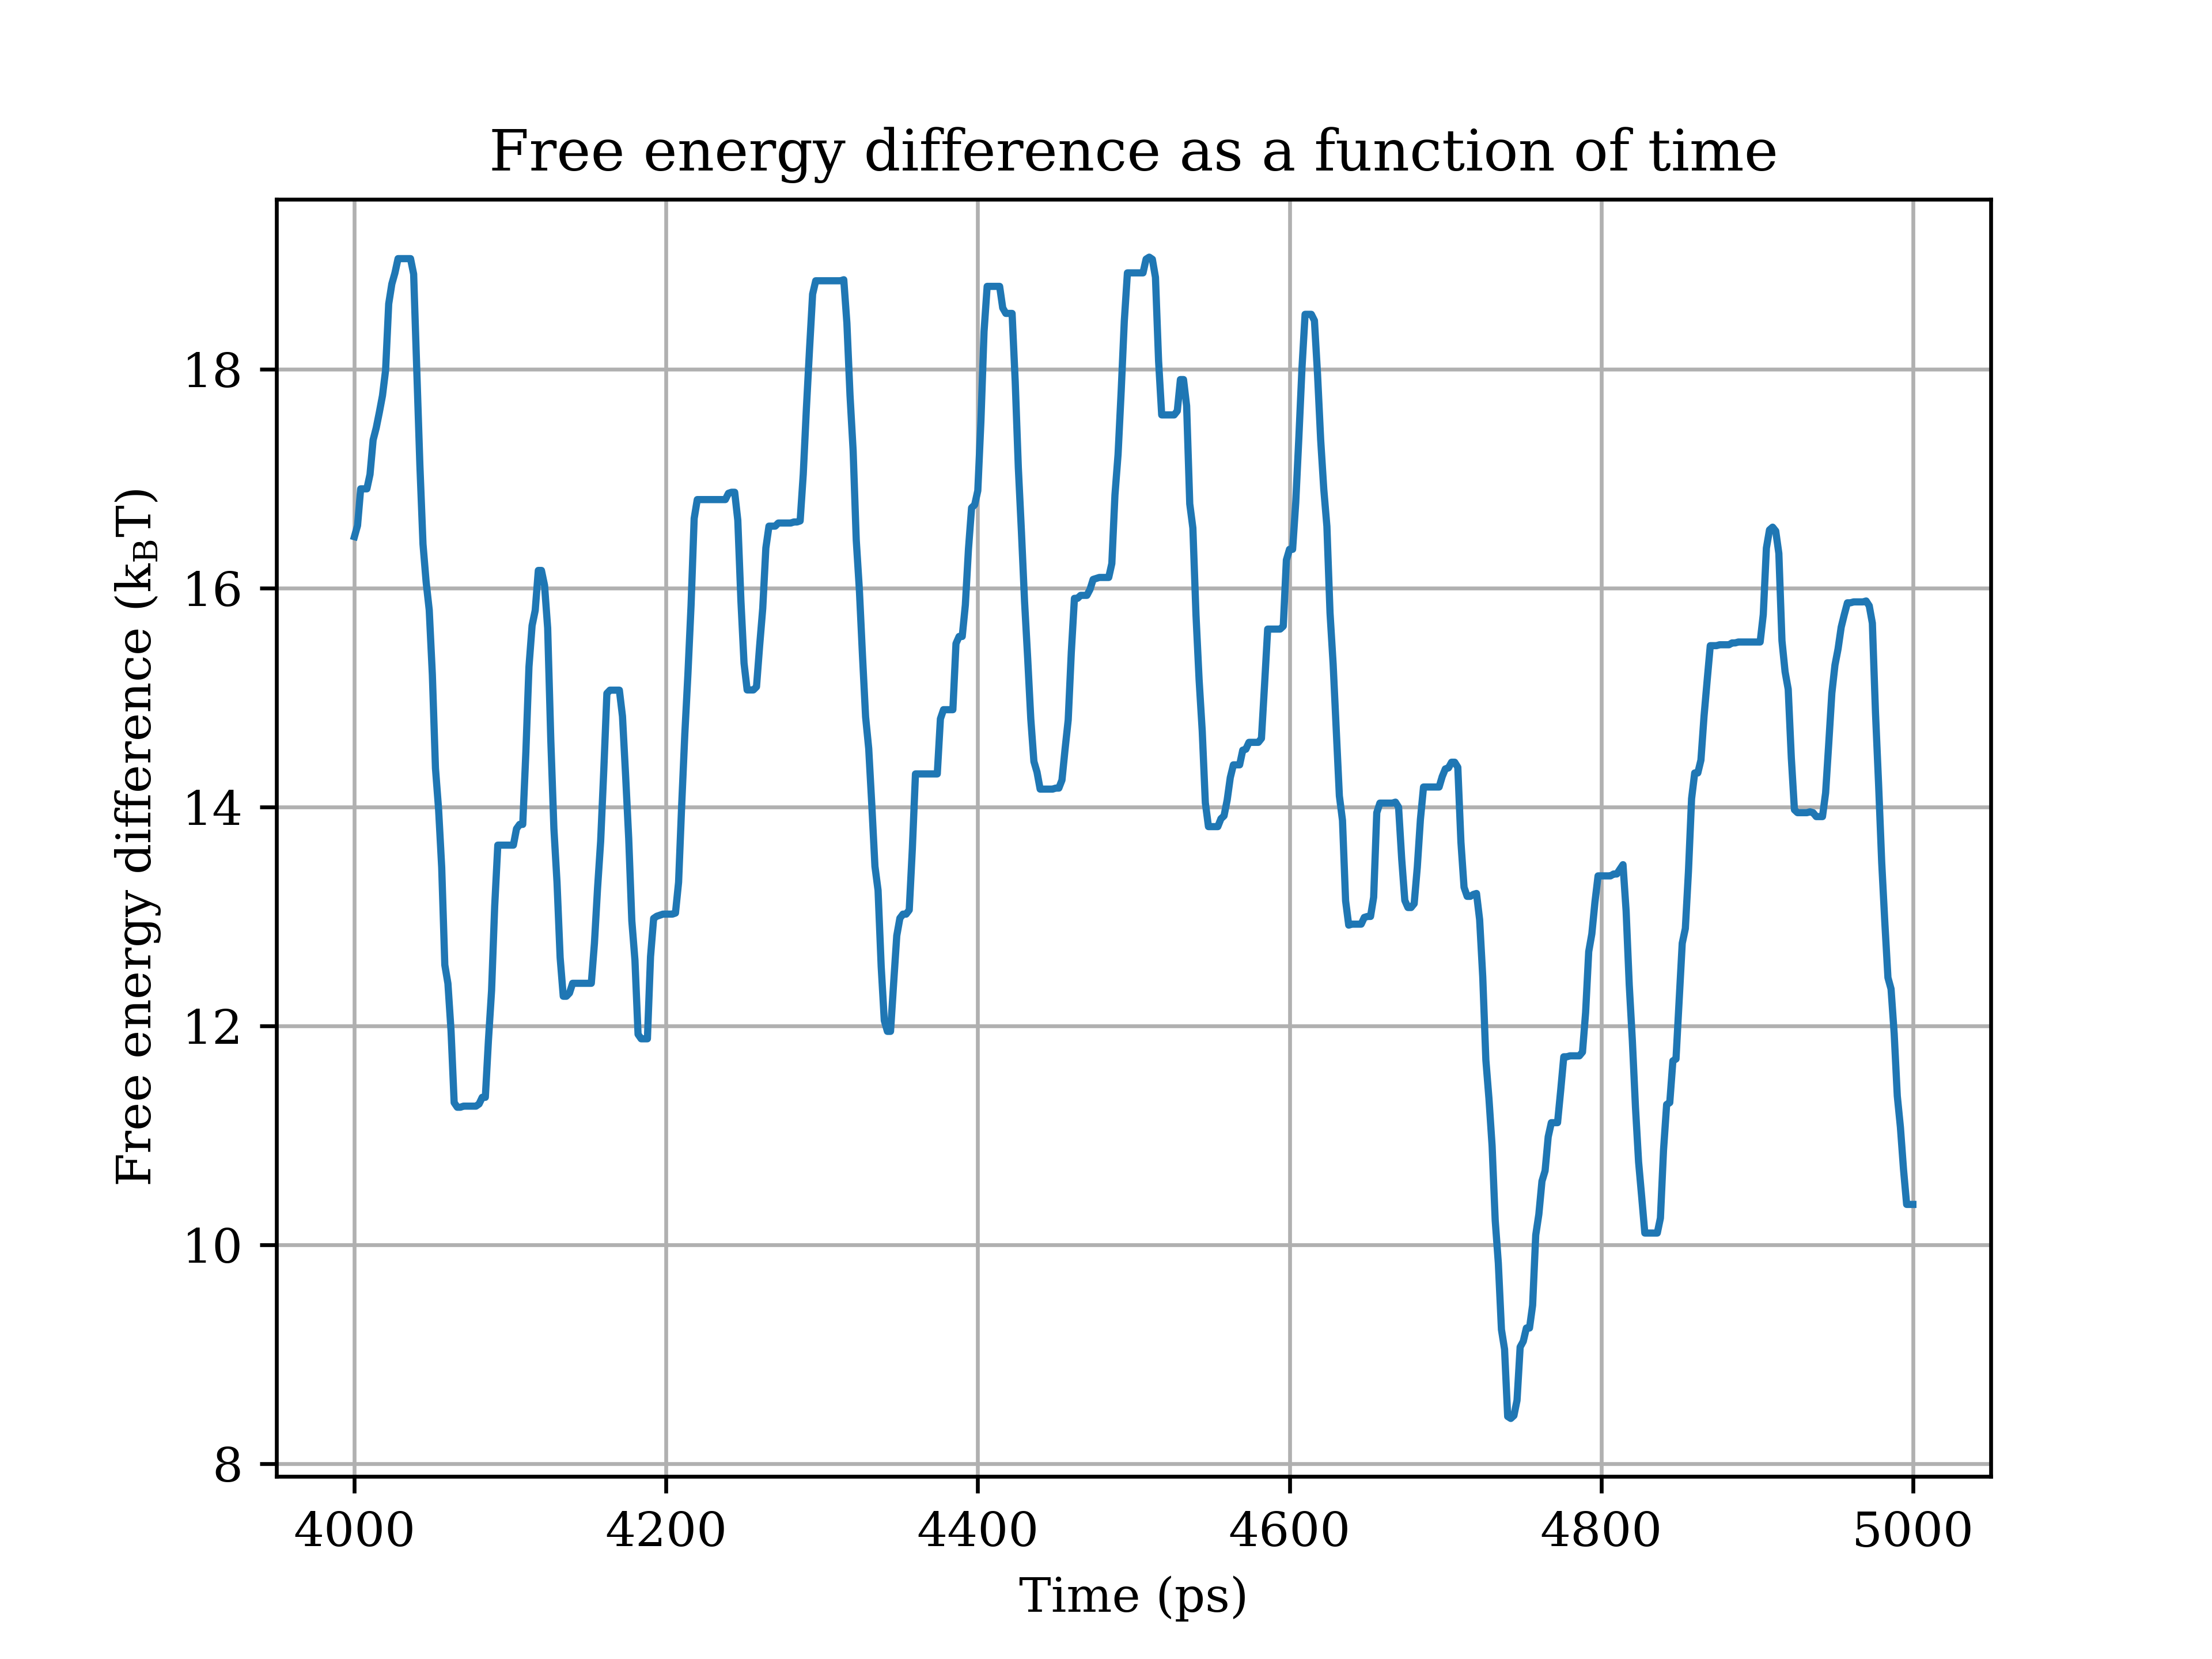 Free energy difference as a function of time
Free energy difference (k_BT)
18
16
14
12
10
8
4000 4200 4400 4600 4800 5000
Time (ps)